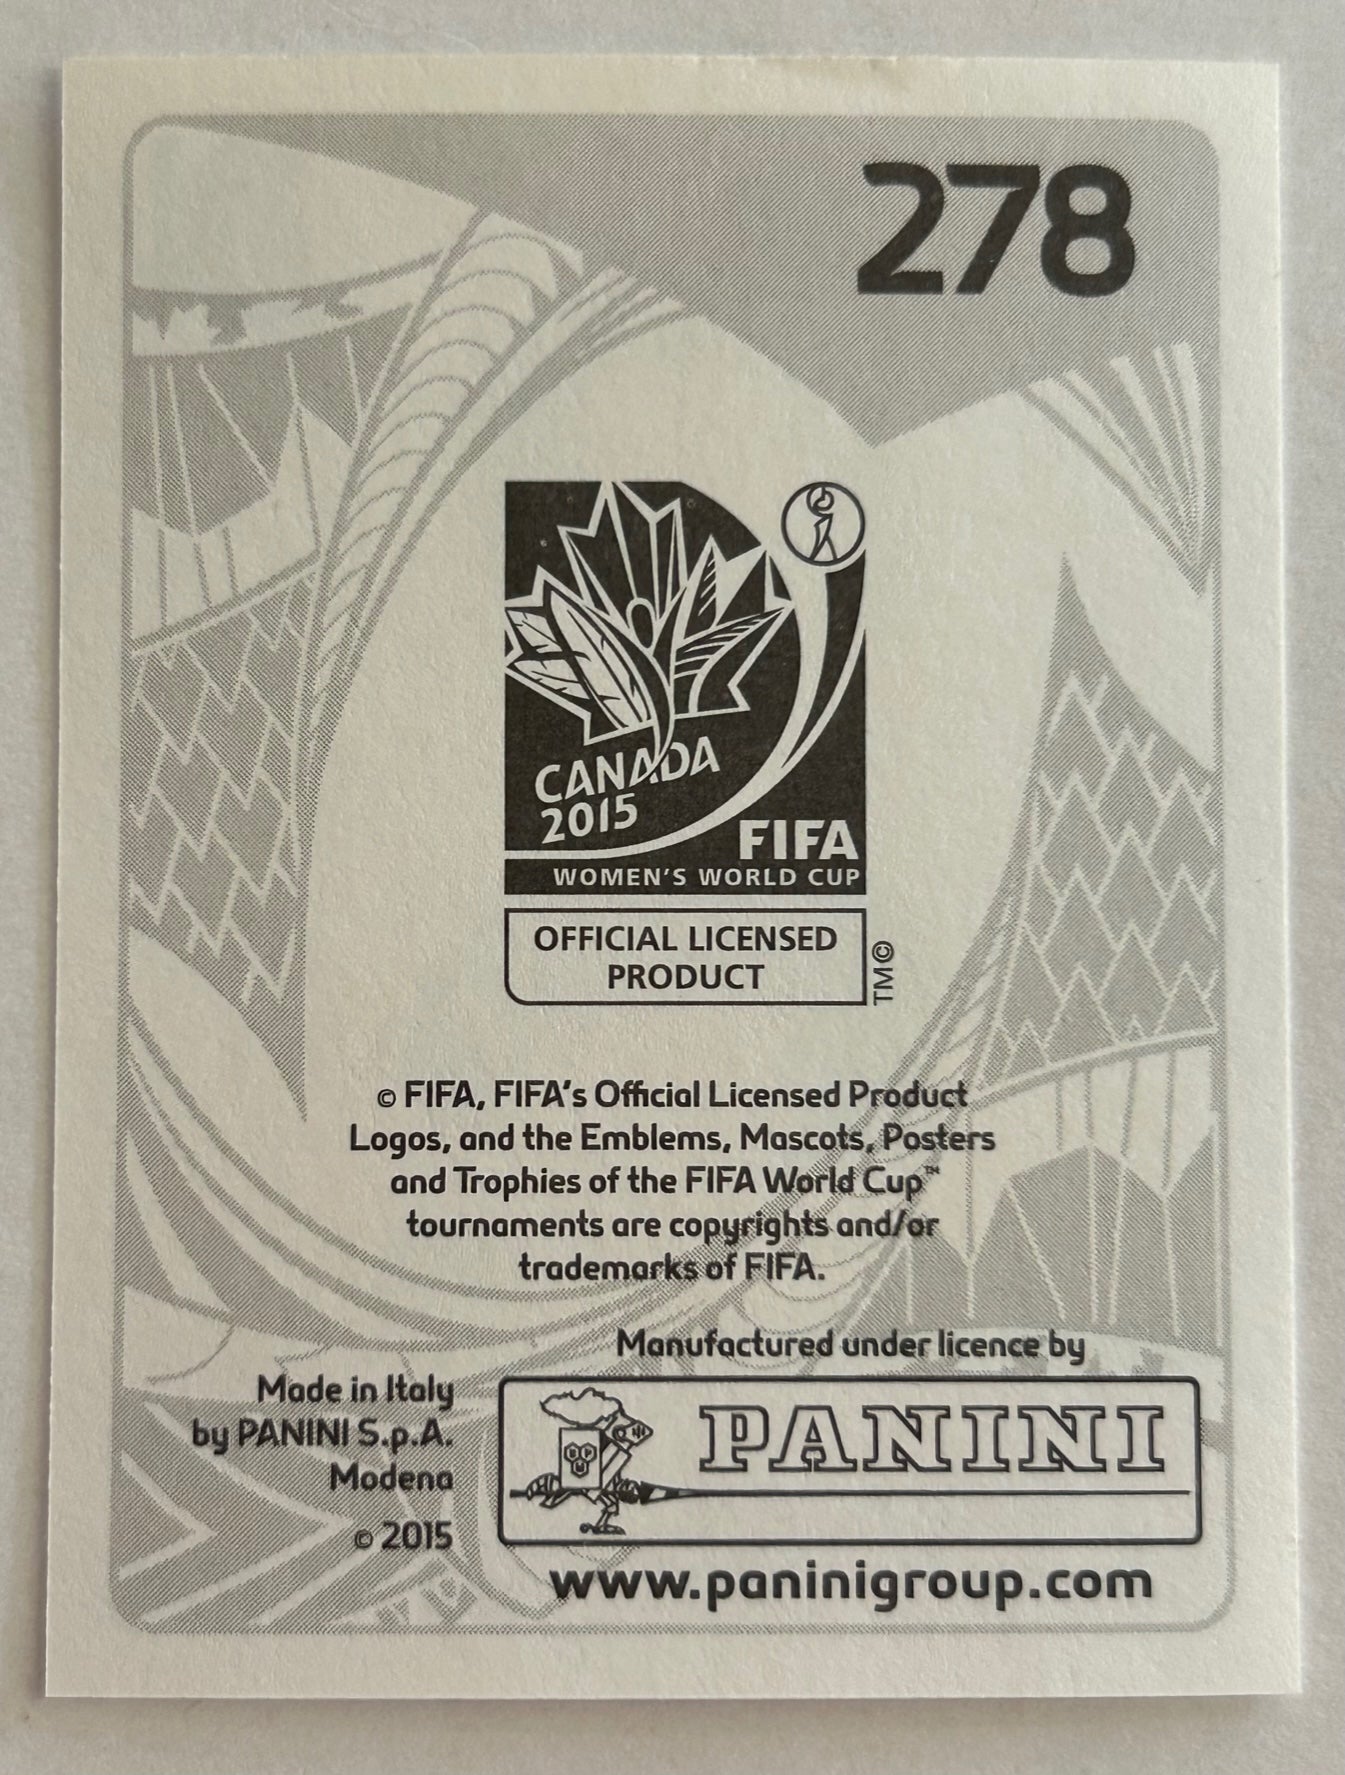 278
CANADA
2015
FIFA
WOMEN'S WORLD CUP
OFFICIAL LICENSED
PRODUCT
TM©
© FIFA, FIFA's Official Licensed Product
Logos, and the Emblems, Mascots, Posters
and Trophies of the FIFA World Cup™
tournaments are copyrights and/or
trademarks of FIFA.
Manufactured under licence by
Made in Italy
by PANINI S.p.A.
Modena
© 2015
PANINI
www.paninigroup.com